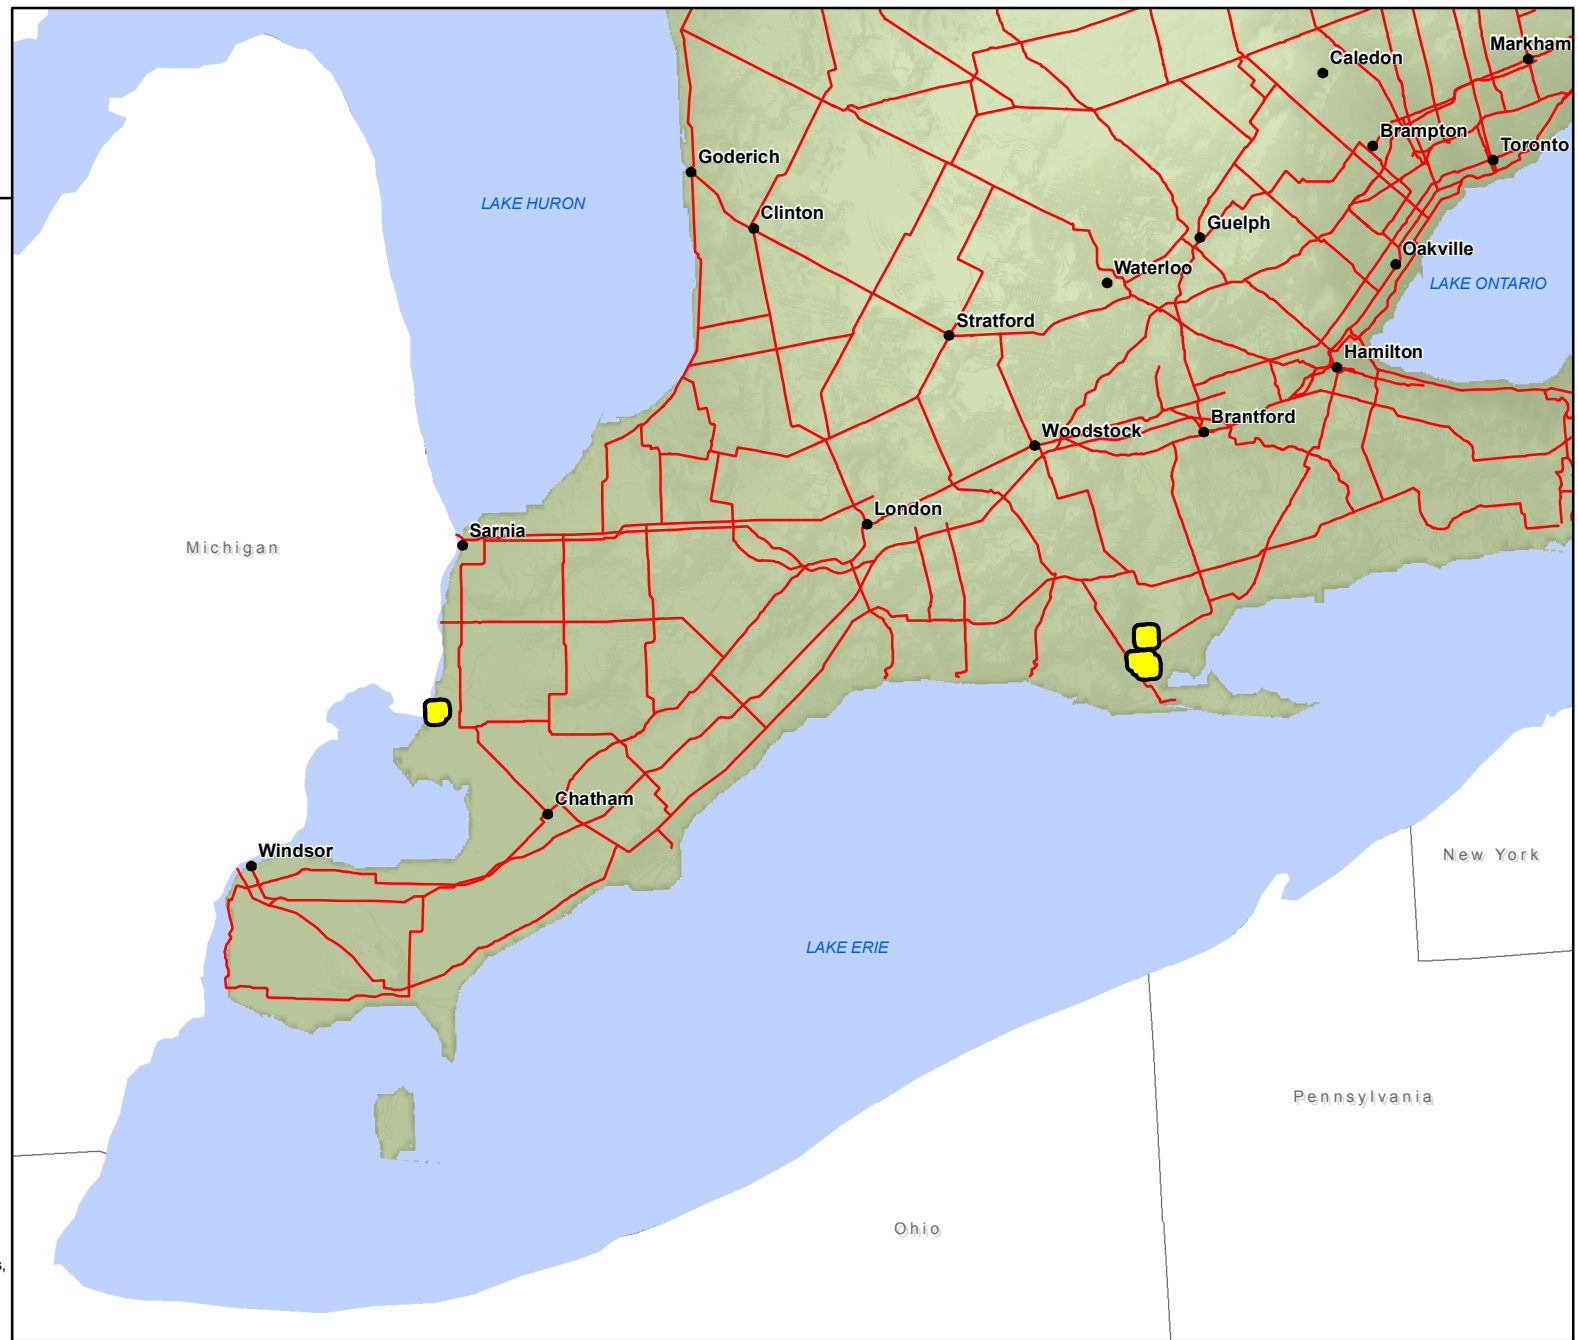 Markham
Caledon
Brampton
Toronto
Goderich
LAKE HURON
Clinton
Guelph
Oakville
Waterloo
LAKE ONTARIO
Stratford
Hamilton
Brantford
Woodstock
London
Sarnia
Michigan
Chatham
Windsor
New York
LAKE ERIE
Pennsylvania
Ohio